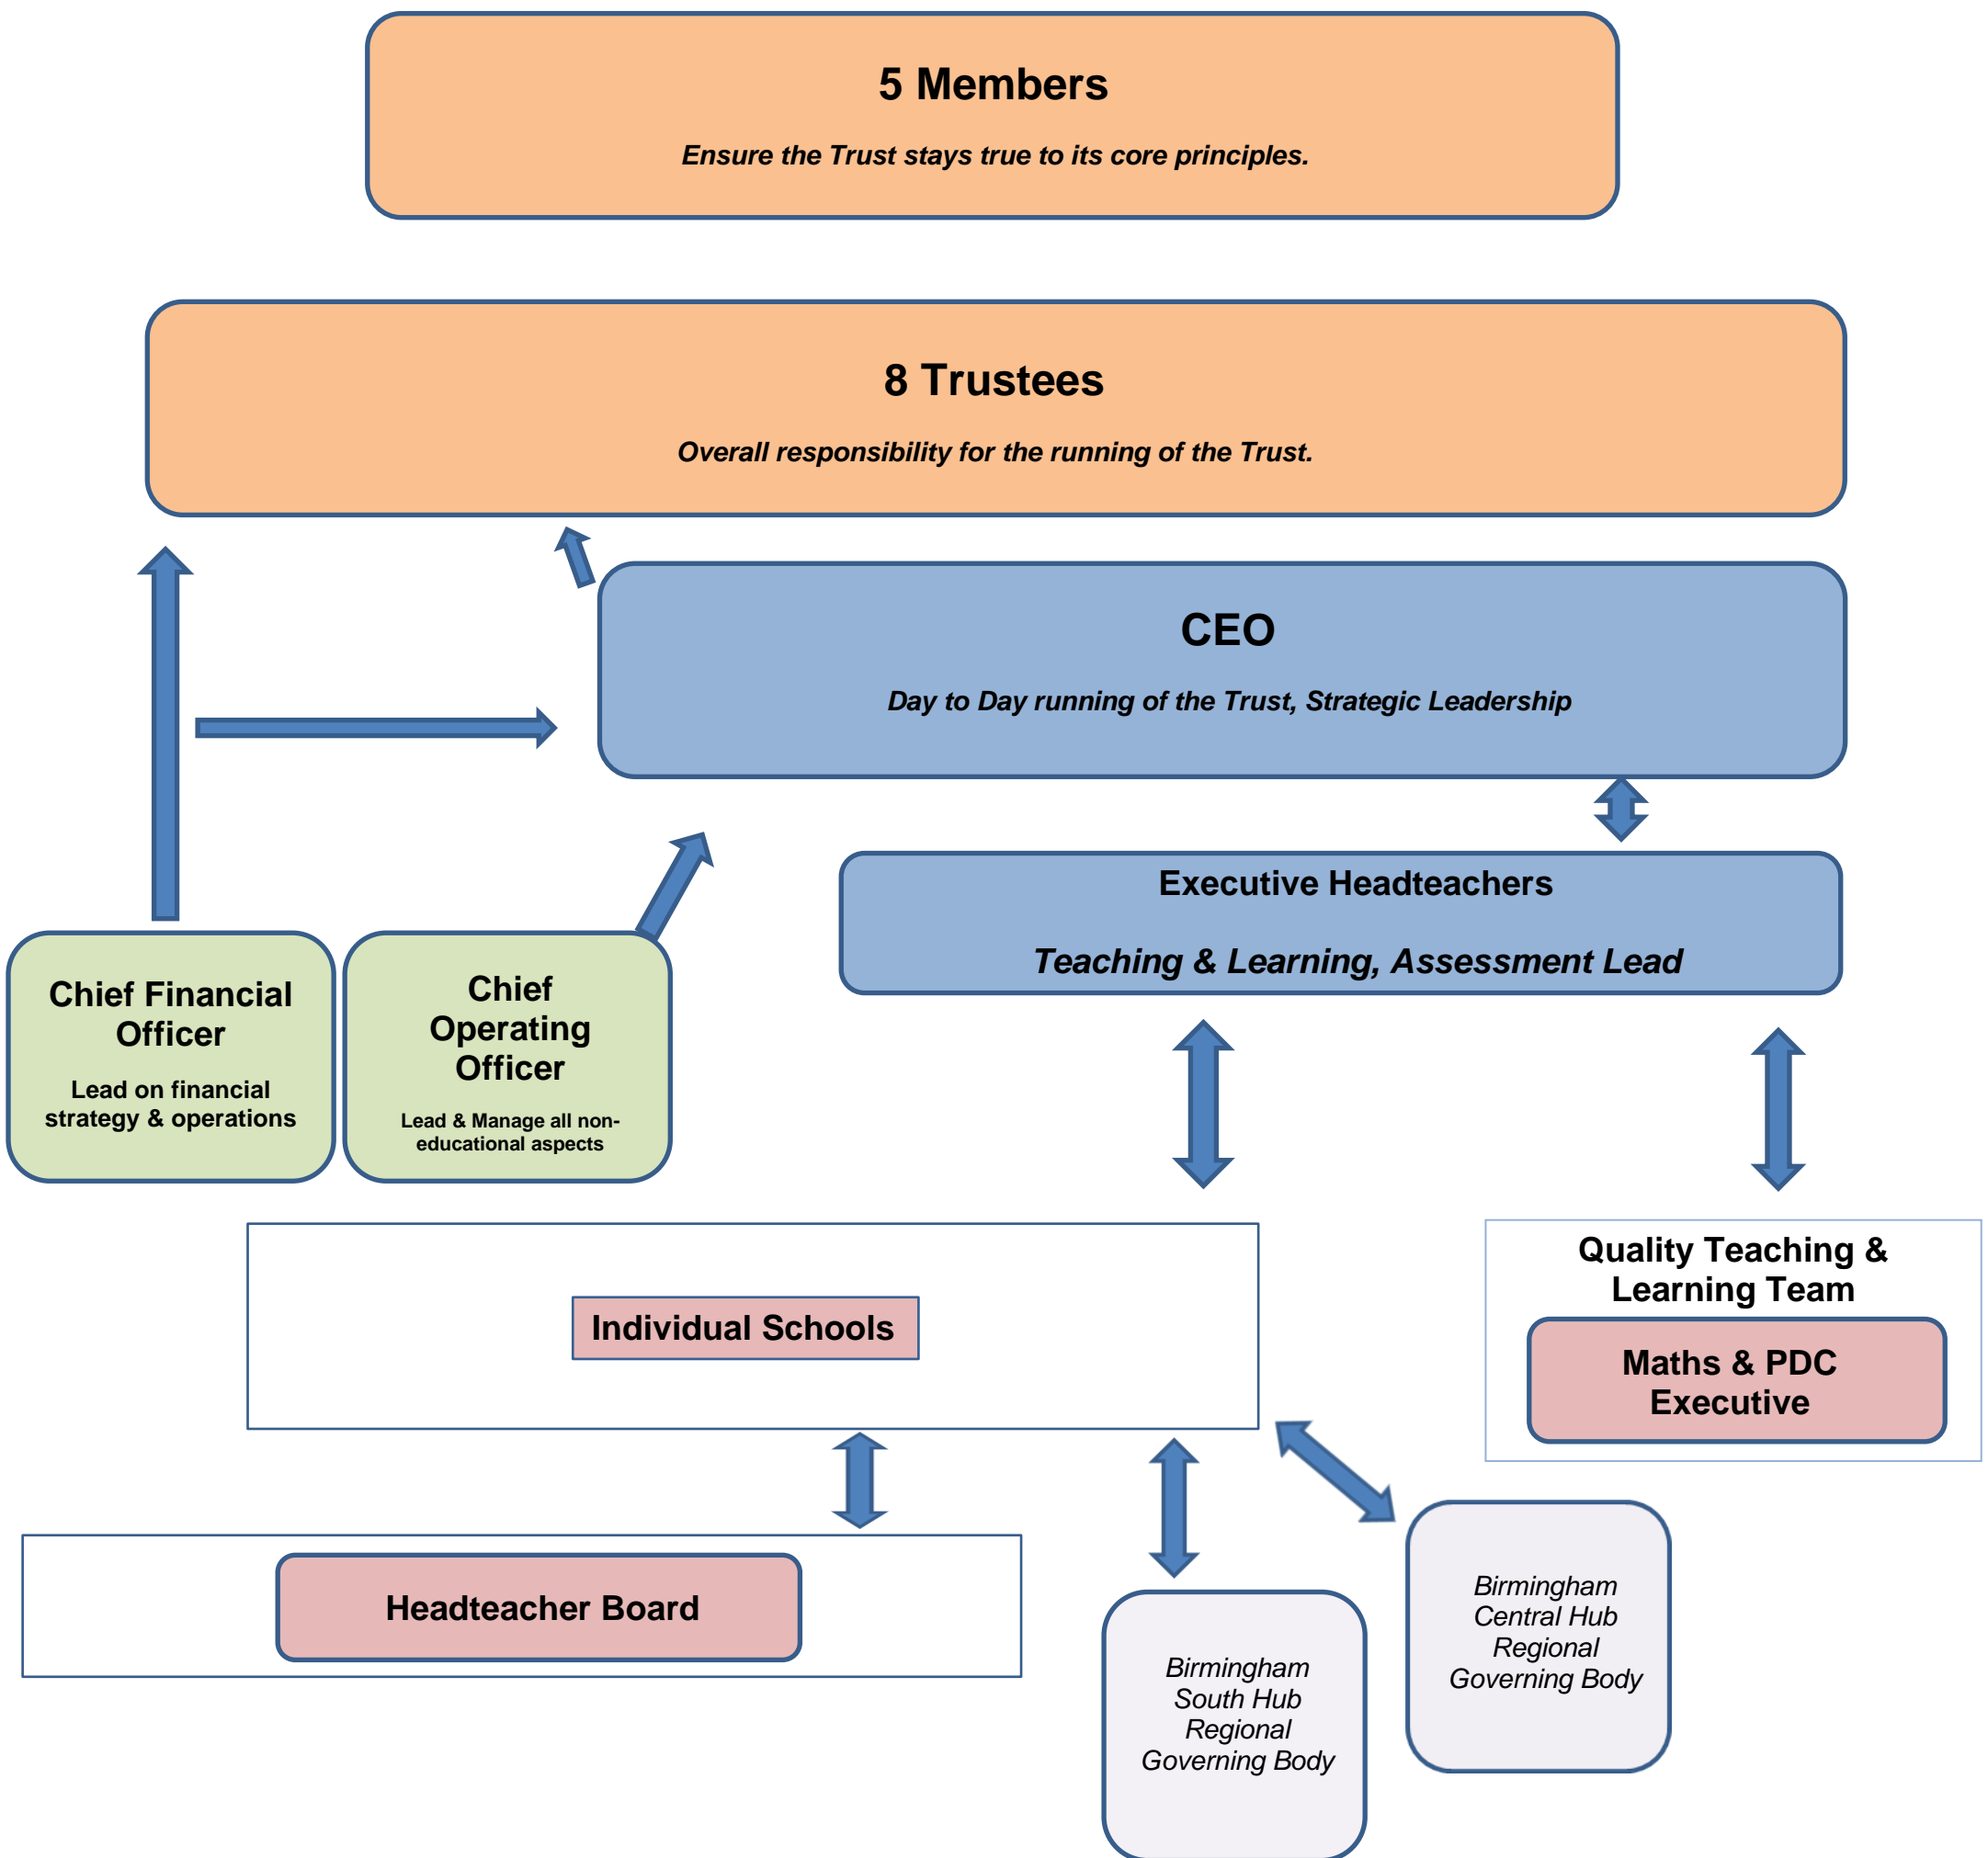 5 Members
Ensure the Trust stays true to its core principles.
8 Trustees
Overall responsibility for the running of the Trust.
CEO
Day to Day running of the Trust, Strategic Leadership
Executive Headteachers
Teaching & Learning, Assessment Lead
Chief Financial
Officer
Lead on financial
strategy & operations
Chief
Operating
Officer
Lead & Manage all non-
educational aspects
Individual Schools
Quality Teaching &
Learning Team
Maths & PDC
Executive
Headteacher Board
Birmingham
South Hub
Regional
Governing Body
Birmingham
Central Hub
Regional
Governing Body